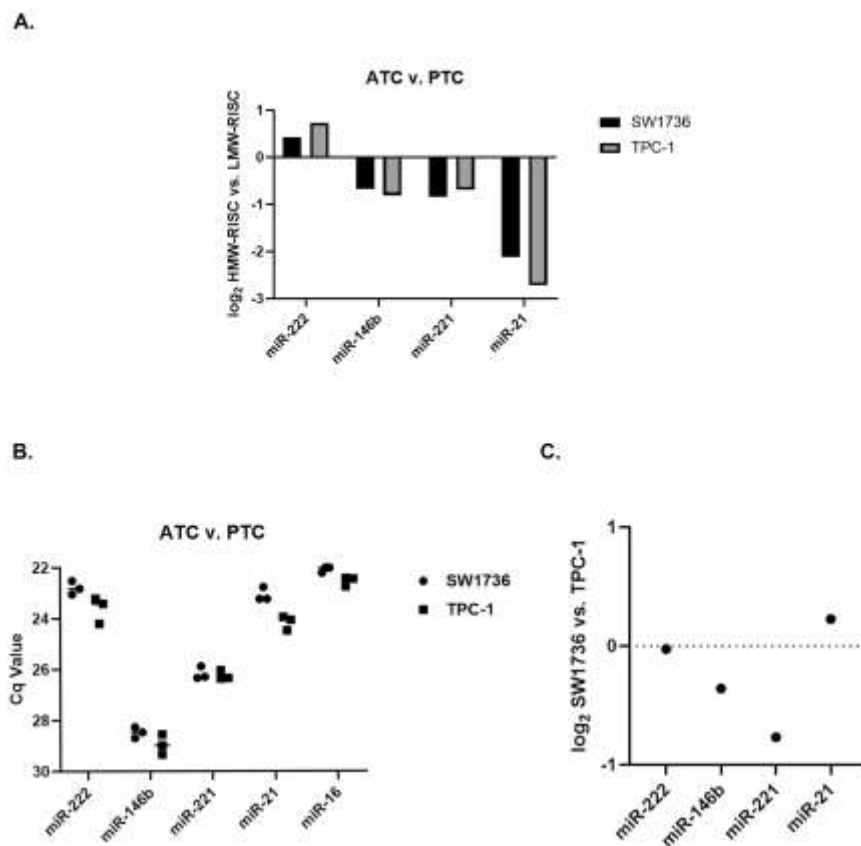 A.
ATC v. PTC
log₂ HMW-RISC vs. LMW-RISC
1
0
-1
-2
-3
miR-222
miR-146b
miR-221
miR-21
SW1736
TPC-1
B.
ATC v. PTC
Cq Value
22
24
26
28
30
miR-222
miR-146b
miR-221
miR-21
miR-16
SW1736
TPC-1
C.
log₂ SW1736 vs. TPC-1
1
0
-1
miR-222
miR-146b
miR-221
miR-21